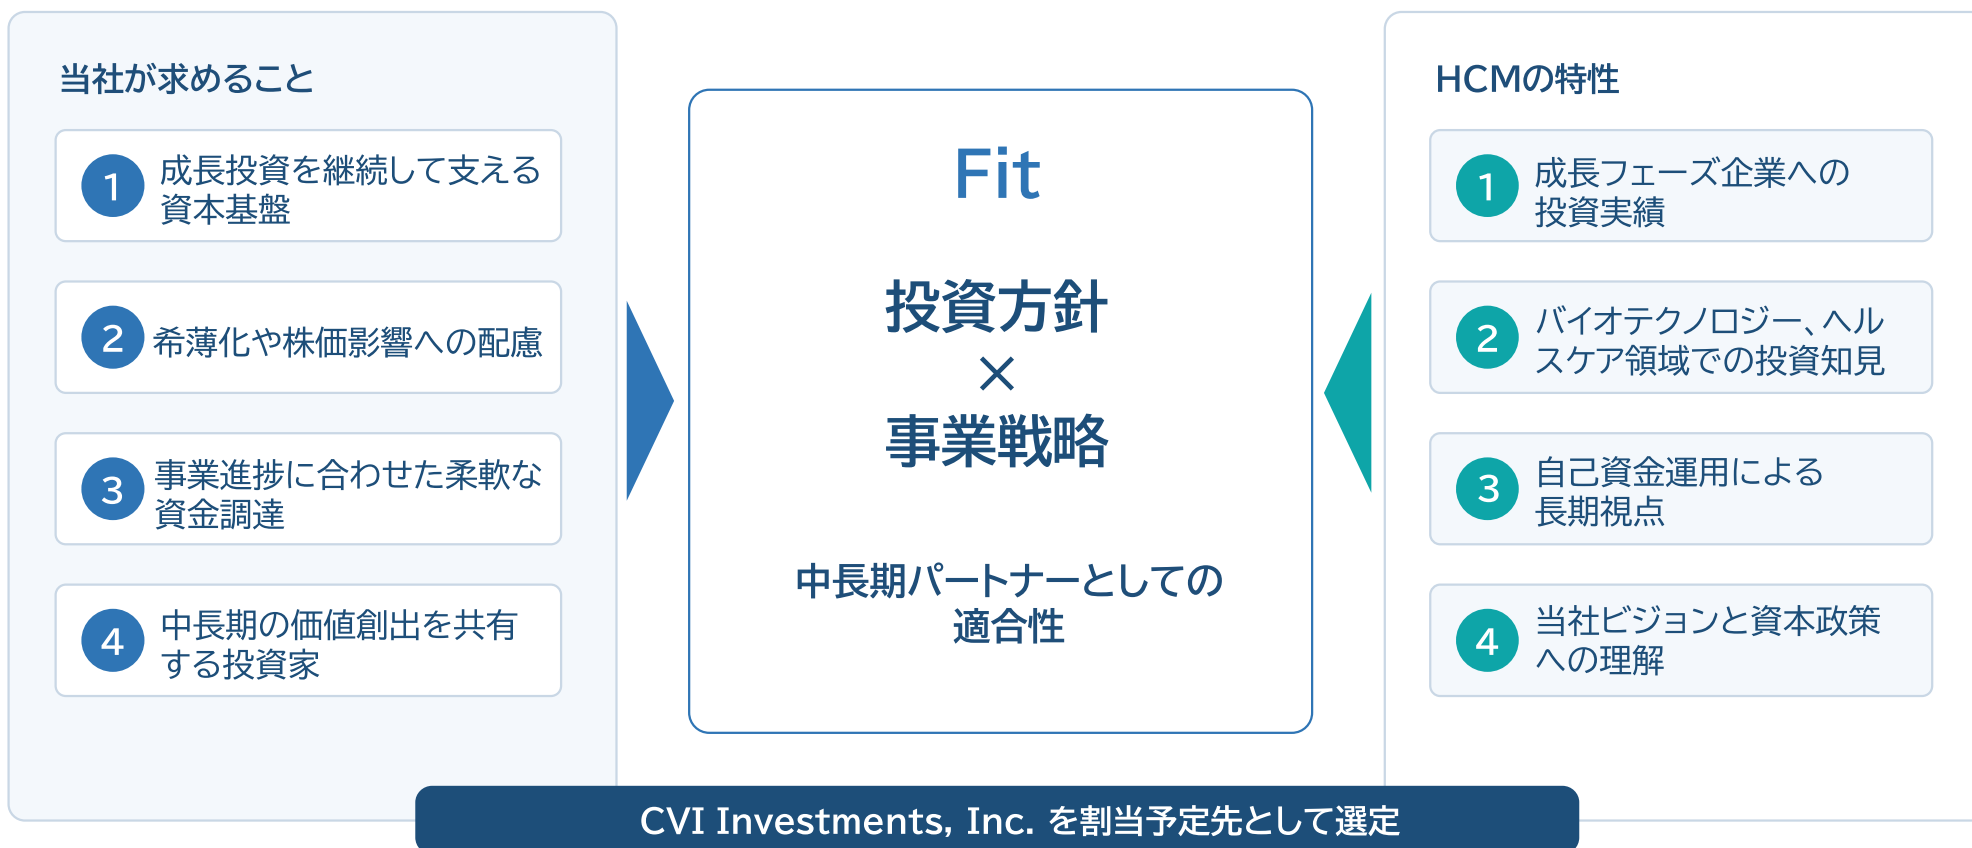 当社が求めること
1
成長投資を継続して支える
資本基盤
2
希薄化や株価影響への配慮
3
事業進捗に合わせた柔軟な
資金調達
4
中長期の価値創出を共有
する投資家
Fit
投資方針
×
事業戦略
中長期パートナーとしての
適合性
HCMの特性
1
成長フェーズ企業への
投資実績
2
バイオテクノロジー、ヘル
スケア領域での投資知見
3
自己資金運用による
長期視点
4
当社ビジョンと資本政策
への理解
CVI Investments, Inc. を割当予定先として選定